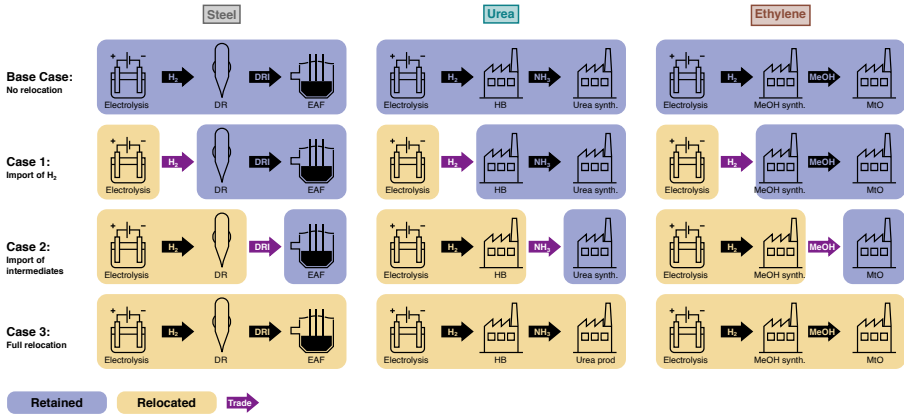 Steel
Urea
Ethylene
Base Case:
No relocation
+ −
H₂
DRI
Electrolysis
DR
EAF
+ −
H₂
NH₃
Electrolysis
HB
Urea synth.
+ −
H₂
MeOH
Electrolysis
MeOH synth.
MtO
Case 1:
Import of H₂
+ −
H₂
DRI
Electrolysis
DR
EAF
+ −
H₂
NH₃
Electrolysis
HB
Urea synth.
+ −
H₂
MeOH
Electrolysis
MeOH synth.
MtO
Case 2:
Import of
intermediates
+ −
H₂
DRI
Electrolysis
DR
EAF
+ −
H₂
NH₃
Electrolysis
HB
Urea synth.
+ −
H₂
MeOH
Electrolysis
MeOH synth.
MtO
Case 3:
Full relocation
+ −
H₂
DRI
Electrolysis
DR
EAF
+ −
H₂
NH₃
Electrolysis
HB
Urea prod
+ −
H₂
MeOH
Electrolysis
MeOH synth.
MtO
Retained
Relocated
Trade